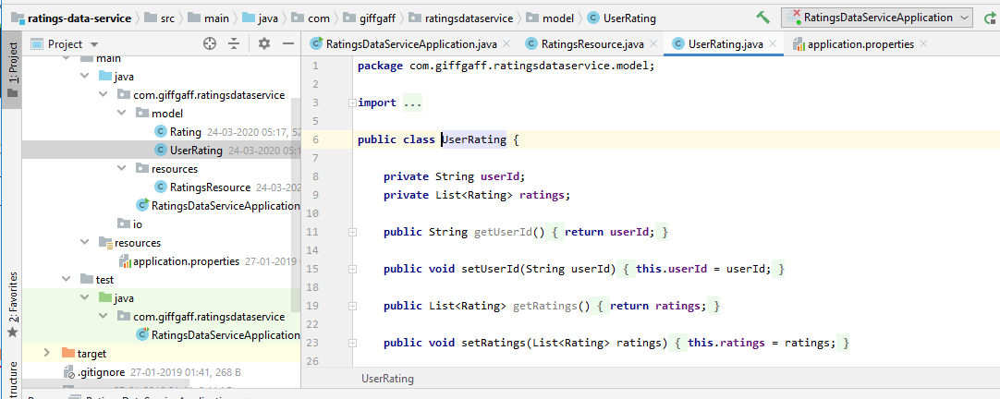 ratings-data-service src main java com giffgaff ratingsdataservice model UserRating RatingsDataServiceApplication
1: Project
Project
RatingsDataServiceApplication.java RatingsResource.java UserRating.java application.properties
main
java
com.giffgaff.ratingsdataservice
model
Rating 24-03-2020 05:17, 52
UserRating 24-03-2020 05:1
resources
RatingsResource 24-03-202
RatingsDataServiceApplication
io
resources
application.properties 27-01-2019
test
java
com.giffgaff.ratingsdataservice
RatingsDataServiceApplication
target
.gitignore 27-01-2019 01:41, 268 B
2: Favorites
ructure
1 package com.giffgaff.ratingsdataservice.model;
2
3 import ...
5
6 public class UserRating {
7
8 private String userId;
9 private List<Rating> ratings;
10
11 public String getUserId() { return userId; }
14
15 public void setUserId(String userId) { this.userId = userId; }
18
19 public List<Rating> getRatings() { return ratings; }
22
23 public void setRatings(List<Rating> ratings) { this.ratings = ratings; }
26
UserRating